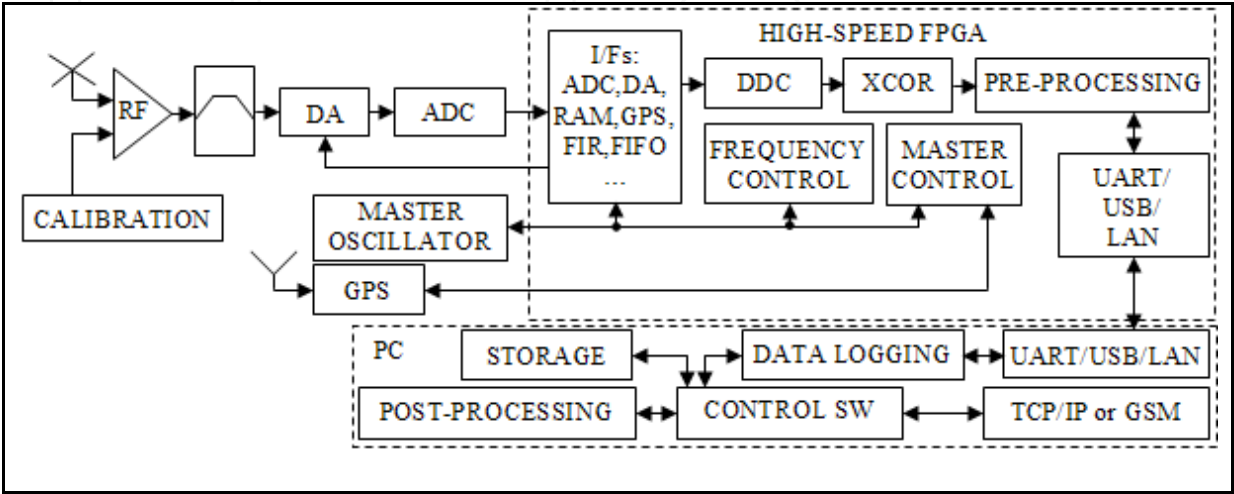 HIGH-SPEED FPGA
RF
DA
ADC
I/Fs:
ADC,DA,
RAM,GPS,
FIR,FIFO
...
DDC
XCOR
PRE-PROCESSING
FREQUENCY
CONTROL
MASTER
CONTROL
UART/
USB/
LAN
CALIBRATION
MASTER
OSCILLATOR
GPS
PC
STORAGE
DATA LOGGING
UART/USB/LAN
POST-PROCESSING
CONTROL SW
TCP/IP or GSM